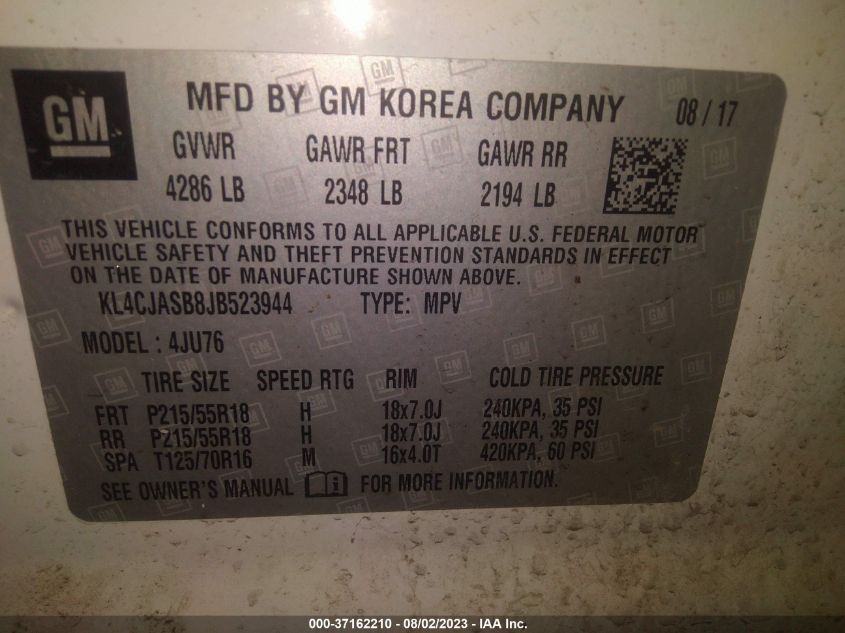 GM
MFD BY GM KOREA COMPANY 08 / 17
GVWR GAWR FRT GAWR RR
4286 LB 2348 LB 2194 LB
THIS VEHICLE CONFORMS TO ALL APPLICABLE U.S. FEDERAL MOTOR
VEHICLE SAFETY AND THEFT PREVENTION STANDARDS IN EFFECT
ON THE DATE OF MANUFACTURE SHOWN ABOVE.
KL4CJASB8JB523944 TYPE: MPV
MODEL : 4JU76
TIRE SIZE SPEED RTG RIM COLD TIRE PRESSURE
FRT P215/55R18 H 18x7.0J 240KPA, 35 PSI
RR P215/55R18 H 18x7.0J 240KPA, 35 PSI
SPA T125/70R16 M 16x4.0T 420KPA, 60 PSI
SEE OWNER'S MANUAL FOR MORE INFORMATION.
000-37162210 - 08/02/2023 - IAA Inc.